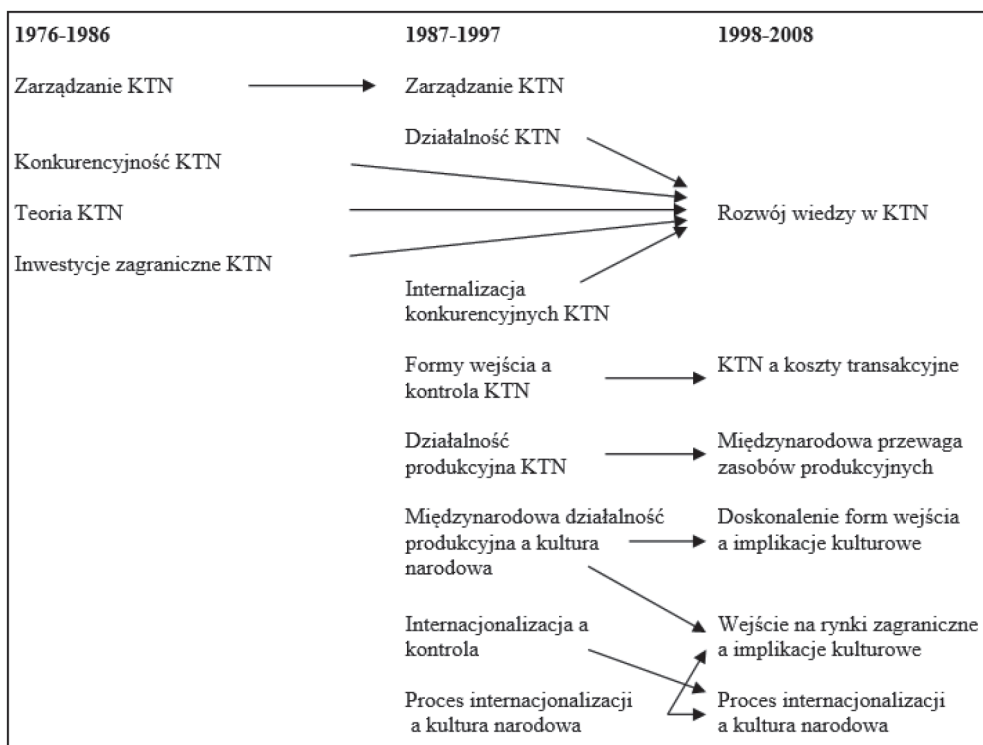 1976-1986
1987-1997
1998-2008
Zarządzanie KTN
Zarządzanie KTN
Działalność KTN
Konkurencyjność KTN
Teoria KTN
Rozwój wiedzy w KTN
Inwestycje zagraniczne KTN
Internalizacja
konkurencyjnych KTN
Formy wejścia a
kontrola KTN
KTN a koszty transakcyjne
Działalność
produkcyjna KTN
Międzynarodowa przewaga
zasobów produkcyjnych
Międzynarodowa działalność
produkcyjna a kultura
narodowa
Doskonalenie form wejścia
a implikacje kulturowe
Internacjonalizacja a
kontrola
Wejście na rynki zagraniczne
a implikacje kulturowe
Proces internacjonalizacji
a kultura narodowa
Proces internacjonalizacji
a kultura narodowa